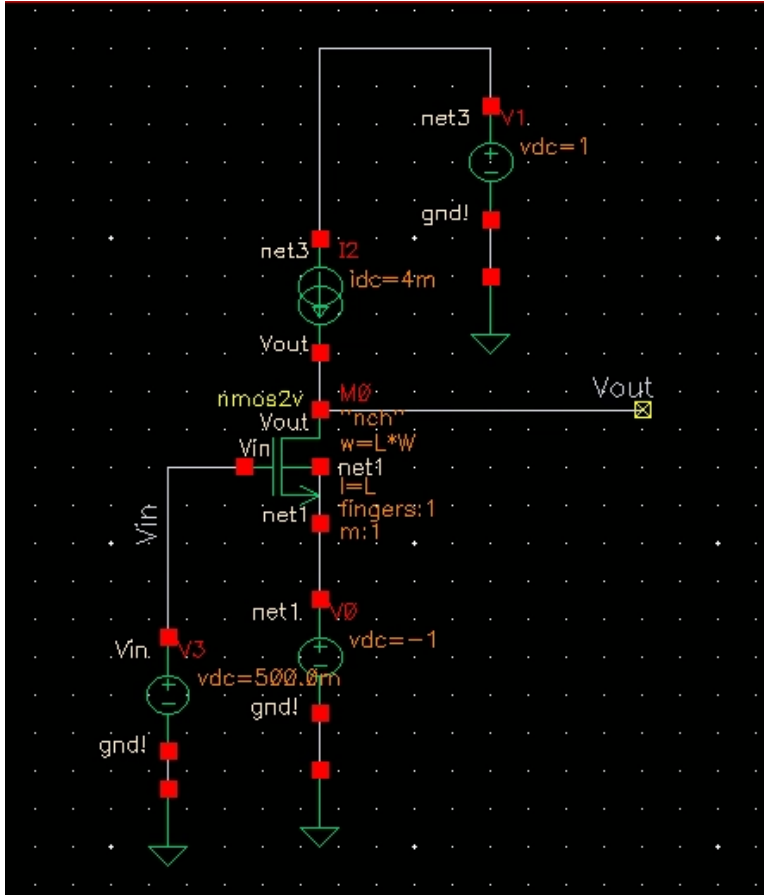 net3
V1
vdc=1
gnd!
net3
I2
idc=4m
Vout
Vout
nmos2v
M0
"nch"
Vout
w=L*W
Vin
net1
l=L
fingers:1
net1
m:1
Vin
net1
V0
vdc=-1
Vin
V3
vdc=500.0m
gnd!
gnd!